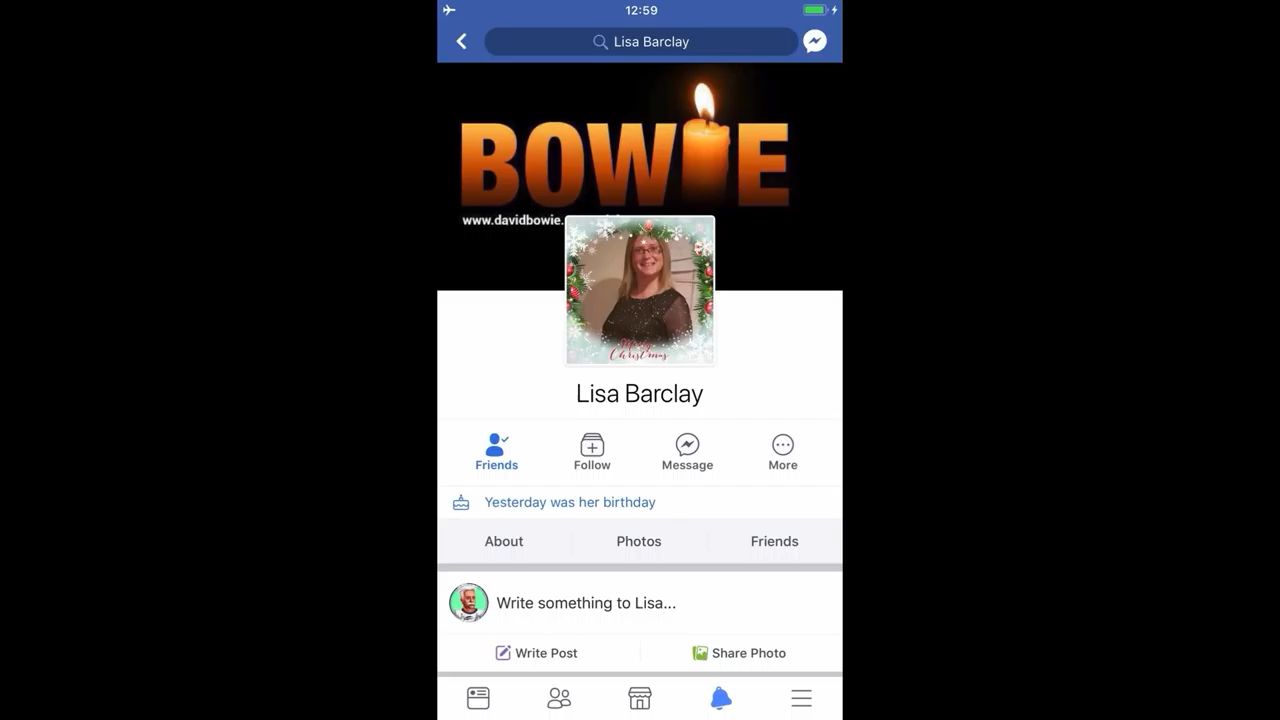 12:59
Lisa Barclay
BOWIE
www.davidbowie.
Merry
Christmas
Lisa Barclay
Friends
Follow
Message
More
Yesterday was her birthday
About
Photos
Friends
Write something to Lisa...
Write Post
Share Photo